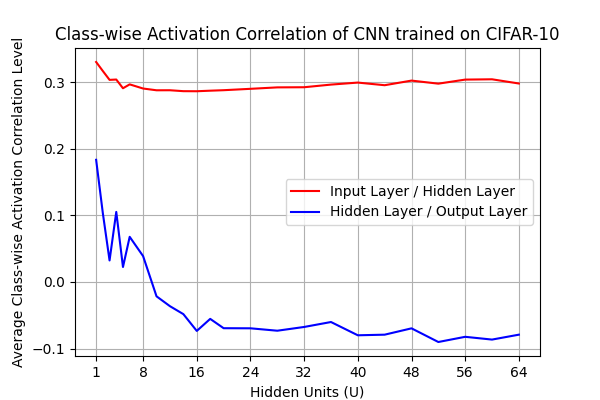 Class-wise Activation Correlation of CNN trained on CIFAR-10
Average Class-wise Activation Correlation Level
0.3
0.2
0.1
0.0
−0.1
Input Layer / Hidden Layer
Hidden Layer / Output Layer
1 8 16 24 32 40 48 56 64
Hidden Units (U)